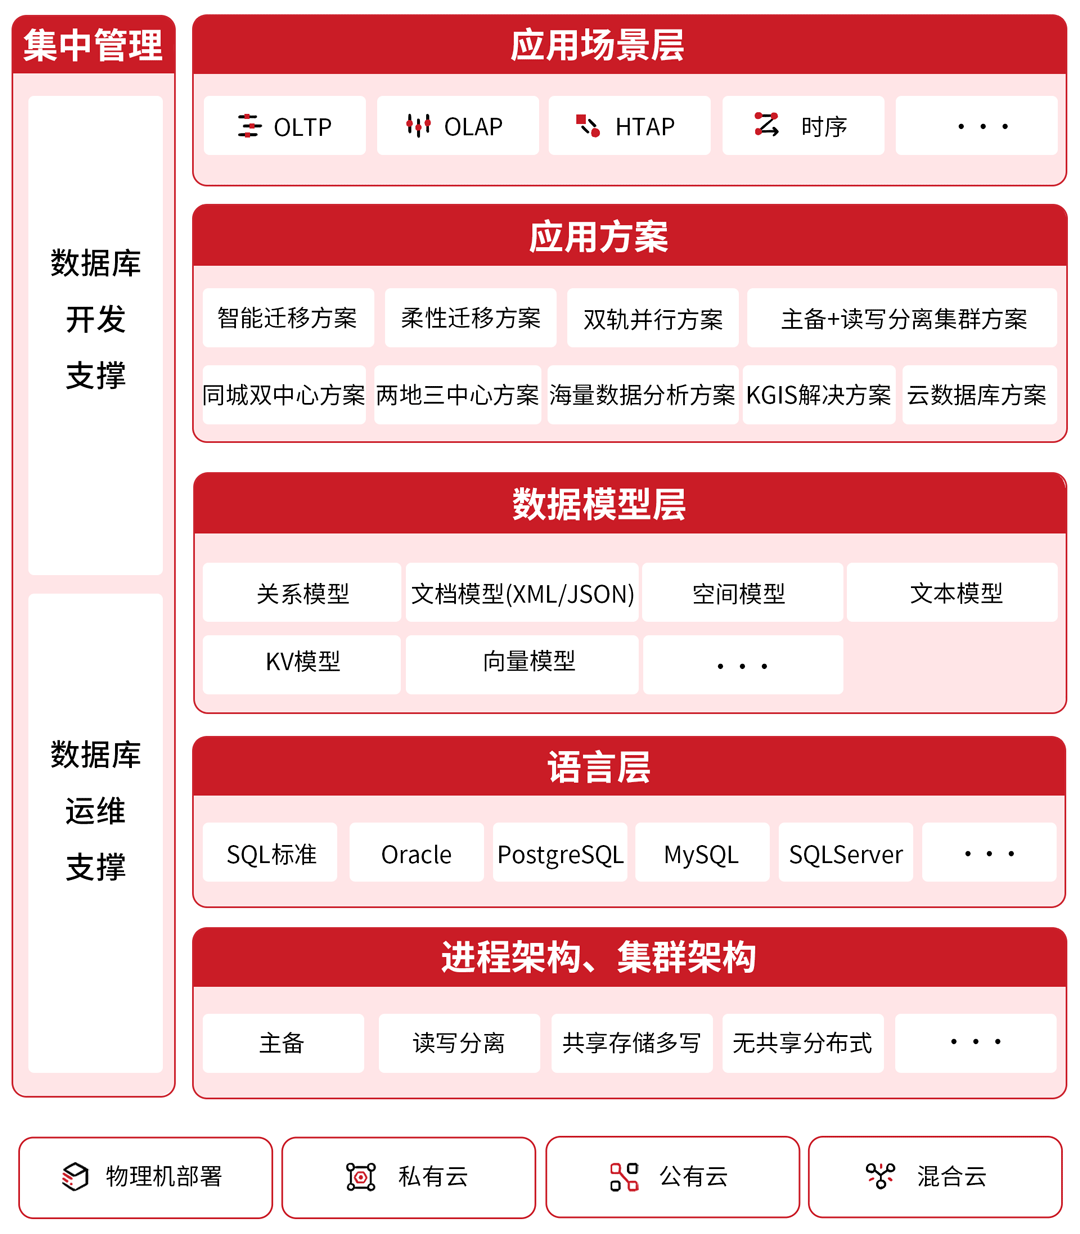 集中管理
数据库
开发
支撑
数据库
运维
支撑
应用场景层
OLTP
OLAP
HTAP
时序
···
应用方案
智能迁移方案
柔性迁移方案
双轨并行方案
主备+读写分离集群方案
同城双中心方案
两地三中心方案
海量数据分析方案
KGIS解决方案
云数据库方案
数据模型层
关系模型
文档模型(XML/JSON)
空间模型
文本模型
KV模型
向量模型
···
语言层
SQL标准
Oracle
PostgreSQL
MySQL
SQLServer
···
进程架构、集群架构
主备
读写分离
共享存储多写
无共享分布式
···
物理机部署
私有云
公有云
混合云